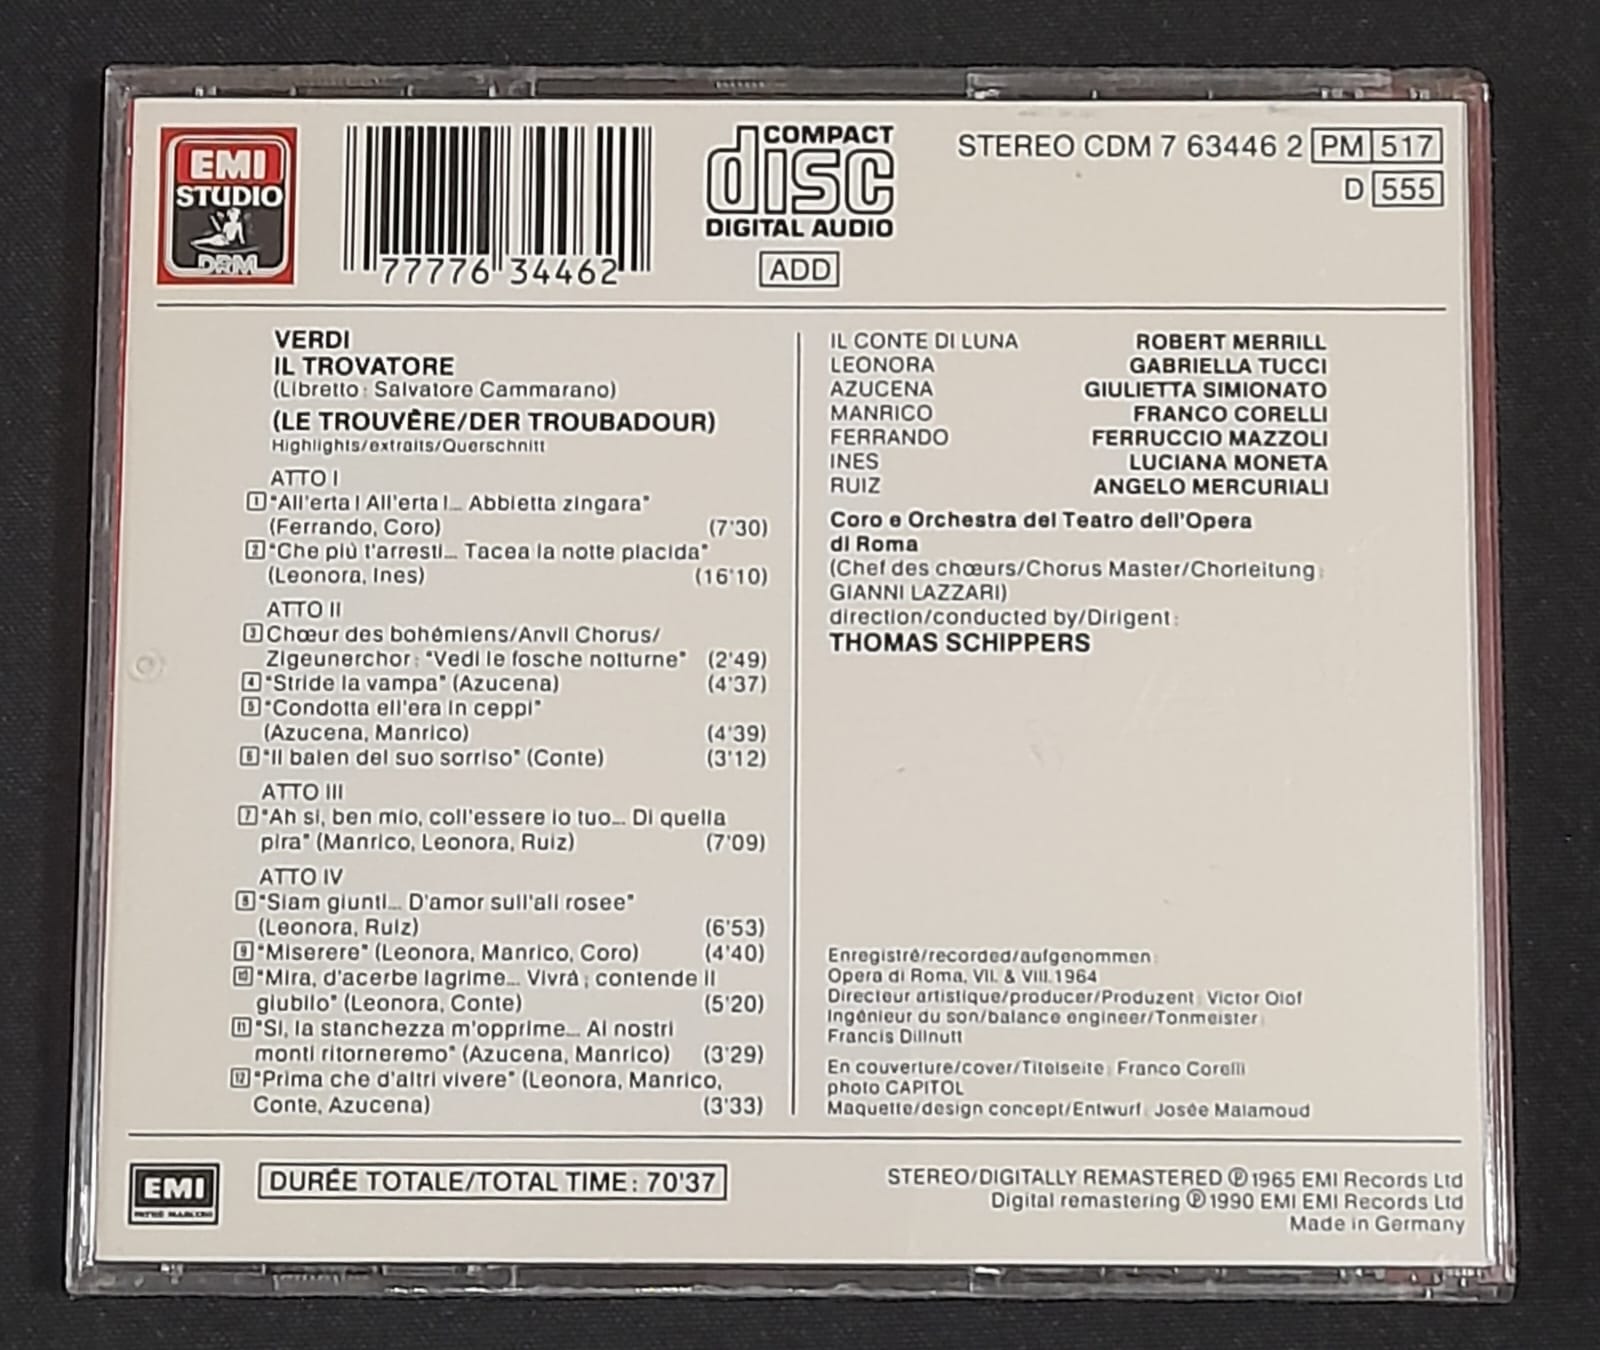 EMI
STUDIO
DRM
77776 34462
COMPACT
disc
DIGITAL AUDIO
ADD
STEREO CDM 7 63446 2 PM 517
D 555
VERDI
IL TROVATORE
(Libretto : Salvatore Cammarano)
(LE TROUVÈRE/DER TROUBADOUR)
Highlights/extraits/Querschnitt
ATTO I
1 "All'erta ! All'erta !... Abbietta zingara"
(Ferrando, Coro) (7'30)
2 "Che più t'arresti... Tacea la notte placida"
(Leonora, Ines) (16'10)
ATTO II
3 Chœur des bohémiens/Anvil Chorus/
Zigeunerchor : "Vedi le fosche notturne" (2'49)
4 "Stride la vampa" (Azucena) (4'37)
5 "Condotta ell'era in ceppi"
(Azucena, Manrico) (4'39)
6 "Il balen del suo sorriso" (Conte) (3'12)
ATTO III
7 "Ah si, ben mio, coll'essere io tuo... Di quella
pira" (Manrico, Leonora, Ruiz) (7'09)
ATTO IV
8 "Siam giunti... D'amor sull'ali rosee"
(Leonora, Ruiz) (6'53)
9 "Miserere" (Leonora, Manrico, Coro) (4'40)
10 "Mira, d'acerbe lagrime... Vivrà ; contende il
giubilo" (Leonora, Conte) (5'20)
11 "Si, la stanchezza m'opprime... Ai nostri
monti ritorneremo" (Azucena, Manrico) (3'29)
12 "Prima che d'altri vivere" (Leonora, Manrico,
Conte, Azucena) (3'33)
IL CONTE DI LUNA ROBERT MERRILL
LEONORA GABRIELLA TUCCI
AZUCENA GIULIETTA SIMIONATO
MANRICO FRANCO CORELLI
FERRANDO FERRUCCIO MAZZOLI
INES LUCIANA MONETA
RUIZ ANGELO MERCURIALI
Coro e Orchestra del Teatro dell'Opera
di Roma
(Chef des chœurs/Chorus Master/Chorleitung :
GIANNI LAZZARI)
direction/conducted by/Dirigent :
THOMAS SCHIPPERS
Enregistré/recorded/aufgenommen :
Opera di Roma, VII. & VIII. 1964
Directeur artistique/producer/Produzent : Victor Olof
Ingénieur du son/balance engineer/Tonmeister :
Francis Dillnutt
En couverture/cover/Titelseite : Franco Corelli
photo CAPITOL
Maquette/design concept/Entwurf : Josée Malamoud
EMI
PATHÉ MARCONI
DURÉE TOTALE/TOTAL TIME : 70'37
STEREO/DIGITALLY REMASTERED ℗ 1965 EMI Records Ltd
Digital remastering ℗ 1990 EMI EMI Records Ltd
Made in Germany